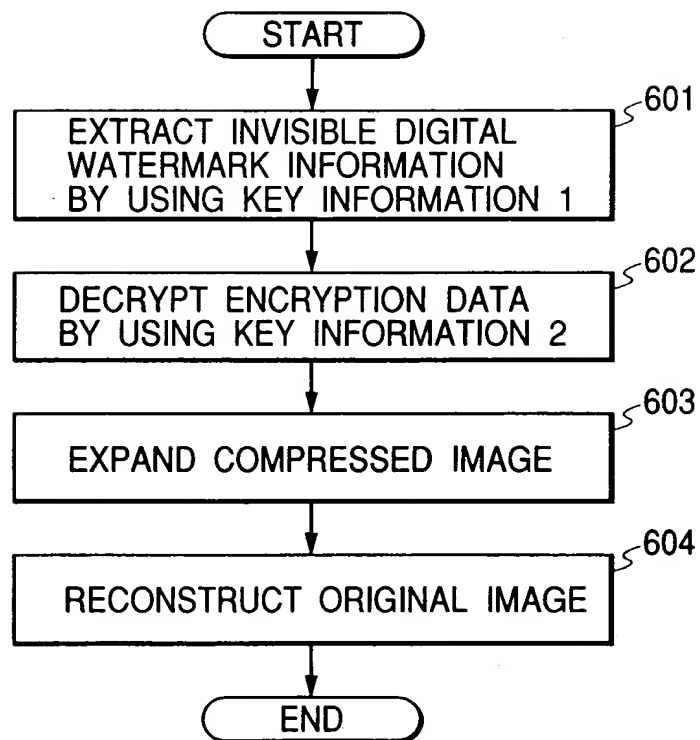 START
601
EXTRACT INVISIBLE DIGITAL
WATERMARK INFORMATION
BY USING KEY INFORMATION 1
602
DECRYPT ENCRYPTION DATA
BY USING KEY INFORMATION 2
603
EXPAND COMPRESSED IMAGE
604
RECONSTRUCT ORIGINAL IMAGE
END